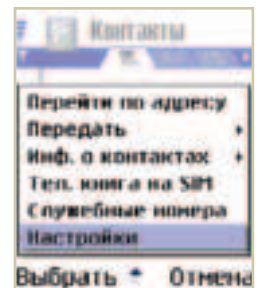 Контакты
Перейти по адресу
Передать
Инф. о контактах
Тел. книга на SIM
Служебные номера
Настройки
Выбрать Отмена